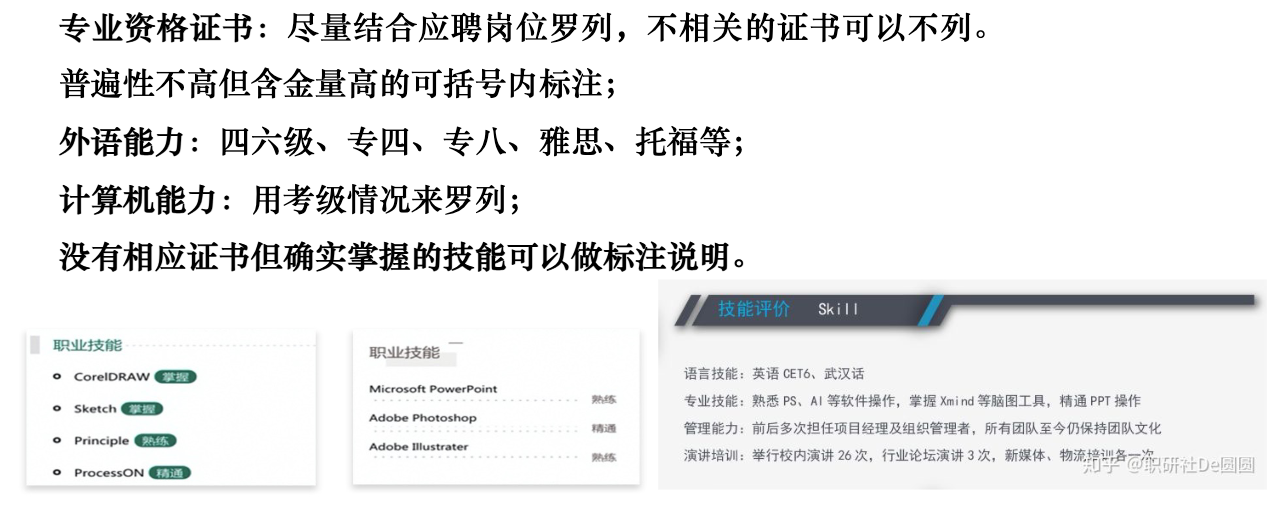 专业资格证书：尽量结合应聘岗位罗列，不相关的证书可以不列。
普遍性不高但含金量高的可括号内标注；
外语能力：四六级、专四、专八、雅思、托福等；
计算机能力：用考级情况来罗列；
没有相应证书但确实掌握的技能可以做标注说明。
职业技能
CorelDRAW 掌握
Sketch 掌握
Principle 熟练
ProcessON 精通
职业技能
Microsoft PowerPoint
熟练
Adobe Photoshop
精通
Adobe Illustrater
熟练
技能评价 Skill
语言技能：英语 CET6、武汉话
专业技能：熟悉 PS、AI 等软件操作，掌握 Xmind 等脑图工具，精通 PPT 操作
管理能力：前后多次担任项目经理及组织管理者，所有团队至今仍保持团队文化
演讲培训：举行校内演讲 26 次，行业论坛演讲 3 次，新媒体、物流培训各一次
知乎 @职研社De圆圆